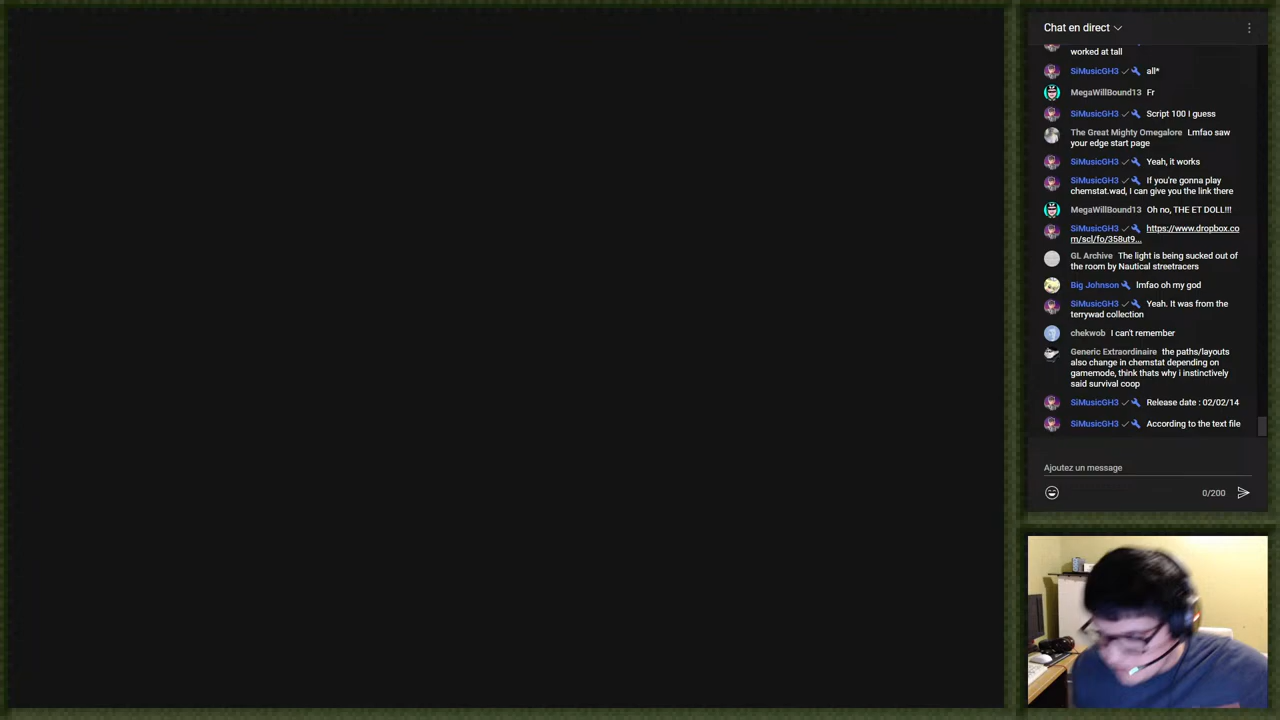 Chat en direct
worked at tall
SiMusicGH3 all*
MegaWillBound13 Fr
SiMusicGH3 Script 100 I guess
The Great Mighty Omegalore Lmfao saw
your edge start page
SiMusicGH3 Yeah, it works
SiMusicGH3 If you're gonna play
chemstat.wad, I can give you the link there
MegaWillBound13 Oh no, THE ET DOLL!!!
SiMusicGH3 https://www.dropbox.co
m/scl/fo/358ut9...
GL Archive The light is being sucked out of
the room by Nautical streetracers
Big Johnson lmfao oh my god
SiMusicGH3 Yeah. It was from the
terrywad collection
chekwob I can't remember
Generic Extraordinaire the paths/layouts
also change in chemstat depending on
gamemode, think thats why i instinctively
said survival coop
SiMusicGH3 Release date : 02/02/14
SiMusicGH3 According to the text file
Ajoutez un message
0/200